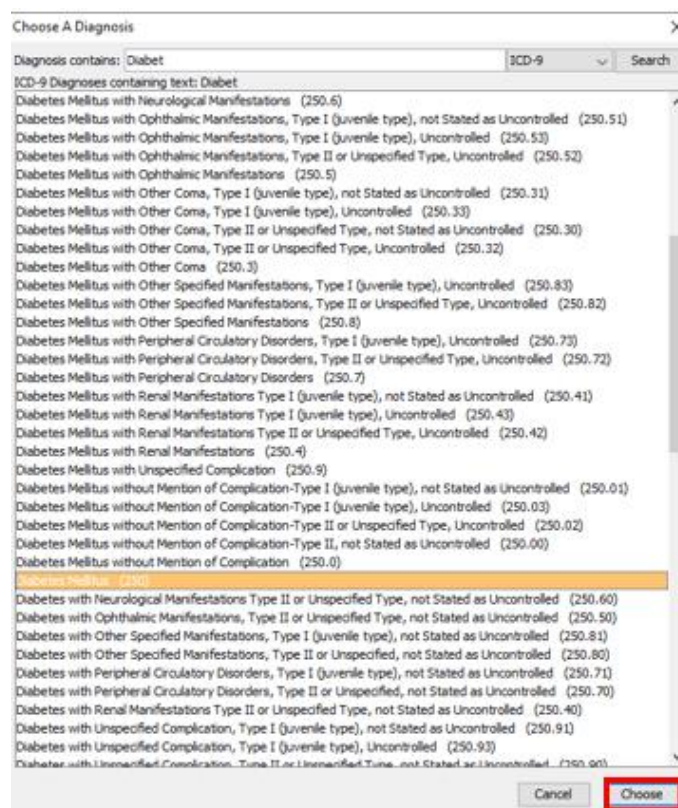 Choose A Diagnosis
Diagnosis contains: Diabet ICD-9 Search
ICD-9 Diagnoses containing text: Diabet
Diabetes Mellitus with Neurological Manifestations (250.6)
Diabetes Mellitus with Ophthalmic Manifestations, Type I (juvenile type), not Stated as Uncontrolled (250.51)
Diabetes Mellitus with Ophthalmic Manifestations, Type I (juvenile type), Uncontrolled (250.53)
Diabetes Mellitus with Ophthalmic Manifestations, Type II or Unspecified Type, Uncontrolled (250.52)
Diabetes Mellitus with Ophthalmic Manifestations (250.5)
Diabetes Mellitus with Other Coma, Type I (juvenile type), not Stated as Uncontrolled (250.31)
Diabetes Mellitus with Other Coma, Type I (juvenile type), Uncontrolled (250.33)
Diabetes Mellitus with Other Coma, Type II or Unspecified Type, not Stated as Uncontrolled (250.30)
Diabetes Mellitus with Other Coma, Type II or Unspecified Type, Uncontrolled (250.32)
Diabetes Mellitus with Other Coma (250.3)
Diabetes Mellitus with Other Specified Manifestations, Type I (juvenile type), Uncontrolled (250.83)
Diabetes Mellitus with Other Specified Manifestations, Type II or Unspecified Type, Uncontrolled (250.82)
Diabetes Mellitus with Other Specified Manifestations (250.8)
Diabetes Mellitus with Peripheral Circulatory Disorders, Type I (juvenile type), Uncontrolled (250.73)
Diabetes Mellitus with Peripheral Circulatory Disorders, Type II or Unspecified Type, Uncontrolled (250.72)
Diabetes Mellitus with Peripheral Circulatory Disorders (250.7)
Diabetes Mellitus with Renal Manifestations Type I (juvenile type), not Stated as Uncontrolled (250.41)
Diabetes Mellitus with Renal Manifestations Type I (juvenile type), Uncontrolled (250.43)
Diabetes Mellitus with Renal Manifestations Type II or Unspecified Type, Uncontrolled (250.42)
Diabetes Mellitus with Renal Manifestations (250.4)
Diabetes Mellitus with Unspecified Complication (250.9)
Diabetes Mellitus without Mention of Complication-Type I (juvenile type), not Stated as Uncontrolled (250.01)
Diabetes Mellitus without Mention of Complication-Type I (juvenile type), Uncontrolled (250.03)
Diabetes Mellitus without Mention of Complication-Type II or Unspecified Type, Uncontrolled (250.02)
Diabetes Mellitus without Mention of Complication-Type II, not Stated as Uncontrolled (250.00)
Diabetes Mellitus without Mention of Complication (250.0)
Diabetes Mellitus (250)
Diabetes with Neurological Manifestations Type II or Unspecified Type, not Stated as Uncontrolled (250.60)
Diabetes with Ophthalmic Manifestations, Type II or Unspecified Type, not Stated as Uncontrolled (250.50)
Diabetes with Other Specified Manifestations, Type I (juvenile type), not Stated as Uncontrolled (250.81)
Diabetes with Other Specified Manifestations, Type II or Unspecified, not Stated as Uncontrolled (250.80)
Diabetes with Peripheral Circulatory Disorders, Type I (juvenile type), not Stated as Uncontrolled (250.71)
Diabetes with Peripheral Circulatory Disorders, Type II or Unspecified, not Stated as Uncontrolled (250.70)
Diabetes with Renal Manifestations Type II or Unspecified Type, not Stated as Uncontrolled (250.40)
Diabetes with Unspecified Complication, Type I (juvenile type), not Stated as Uncontrolled (250.91)
Diabetes with Unspecified Complication, Type I (juvenile type), Uncontrolled (250.93)
Diabetes with Unspecified Complication, Type II or Unspecified Type, not Stated as Uncontrolled (250.90)
Cancel Choose